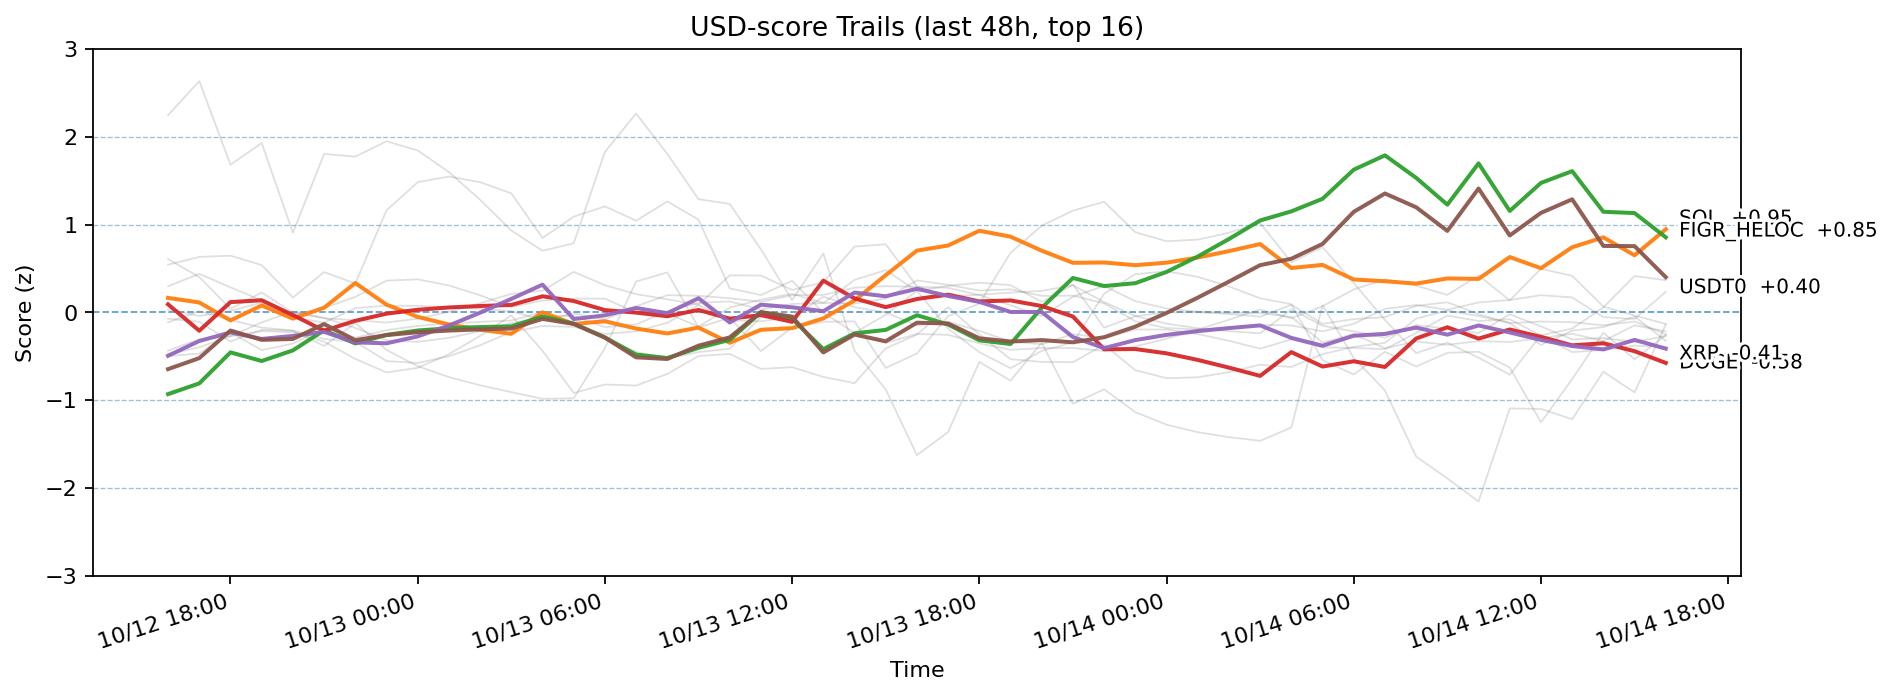 USD-score Trails (last 48h, top 16)
3
2
1
0
−1
−2
−3
Score (z)
SOL +0.95
FIGR_HELOC +0.85
USDT0 +0.40
XRP -0.41
DOGE -0.58
10/12 18:00
10/13 00:00
10/13 06:00
10/13 12:00
10/13 18:00
10/14 00:00
10/14 06:00
10/14 12:00
10/14 18:00
Time